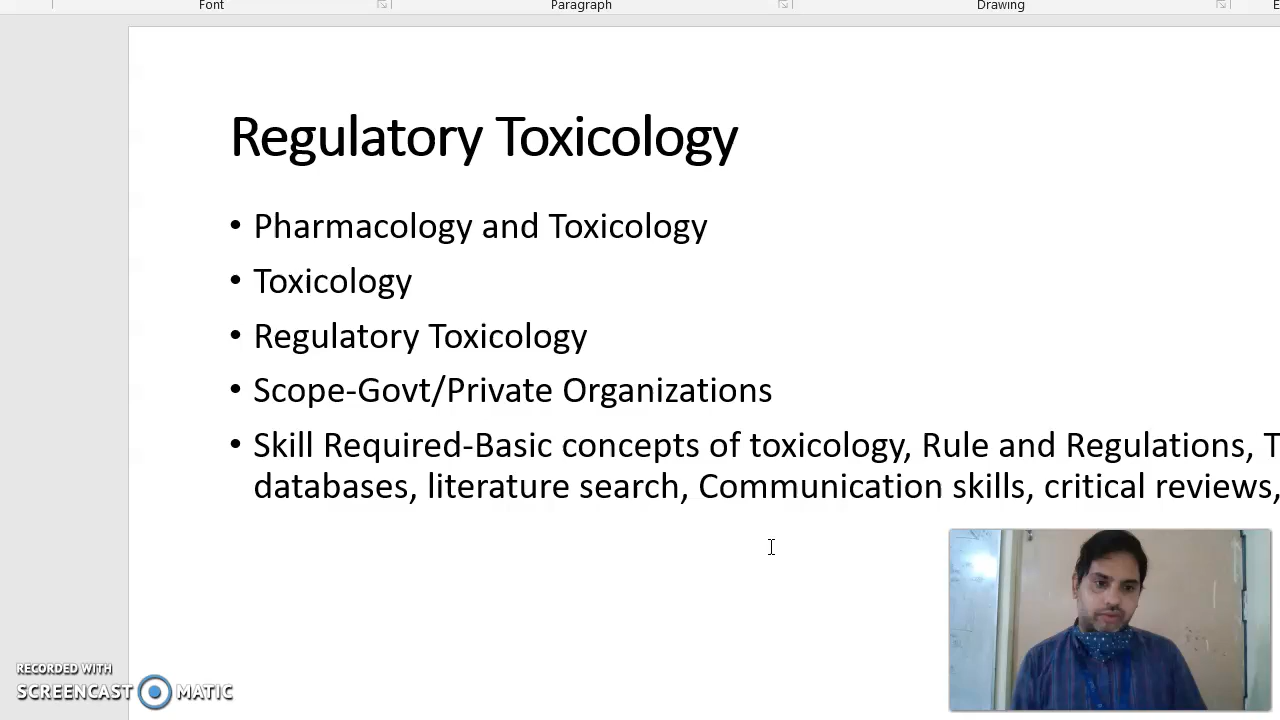 Font Paragraph Drawing
Regulatory Toxicology
• Pharmacology and Toxicology
• Toxicology
• Regulatory Toxicology
• Scope-Govt/Private Organizations
• Skill Required-Basic concepts of toxicology, Rule and Regulations,
databases, literature search, Communication skills, critical reviews,
RECORDED WITH
SCREENCAST MATIC